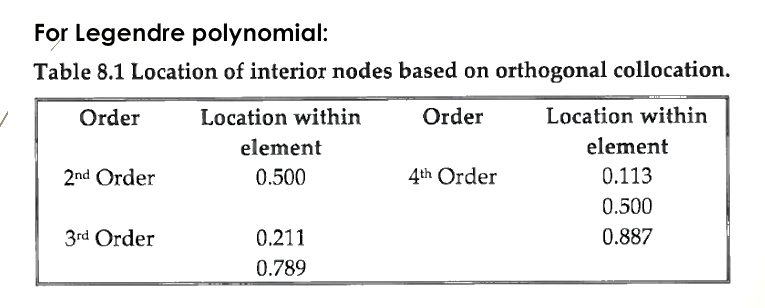 For Legendre polynomial:
Table 8.1 Location of interior nodes based on orthogonal collocation.
Order Location within element Order Location within element
2nd Order 0.500 4th Order 0.113
0.500
3rd Order 0.211 0.887
0.789